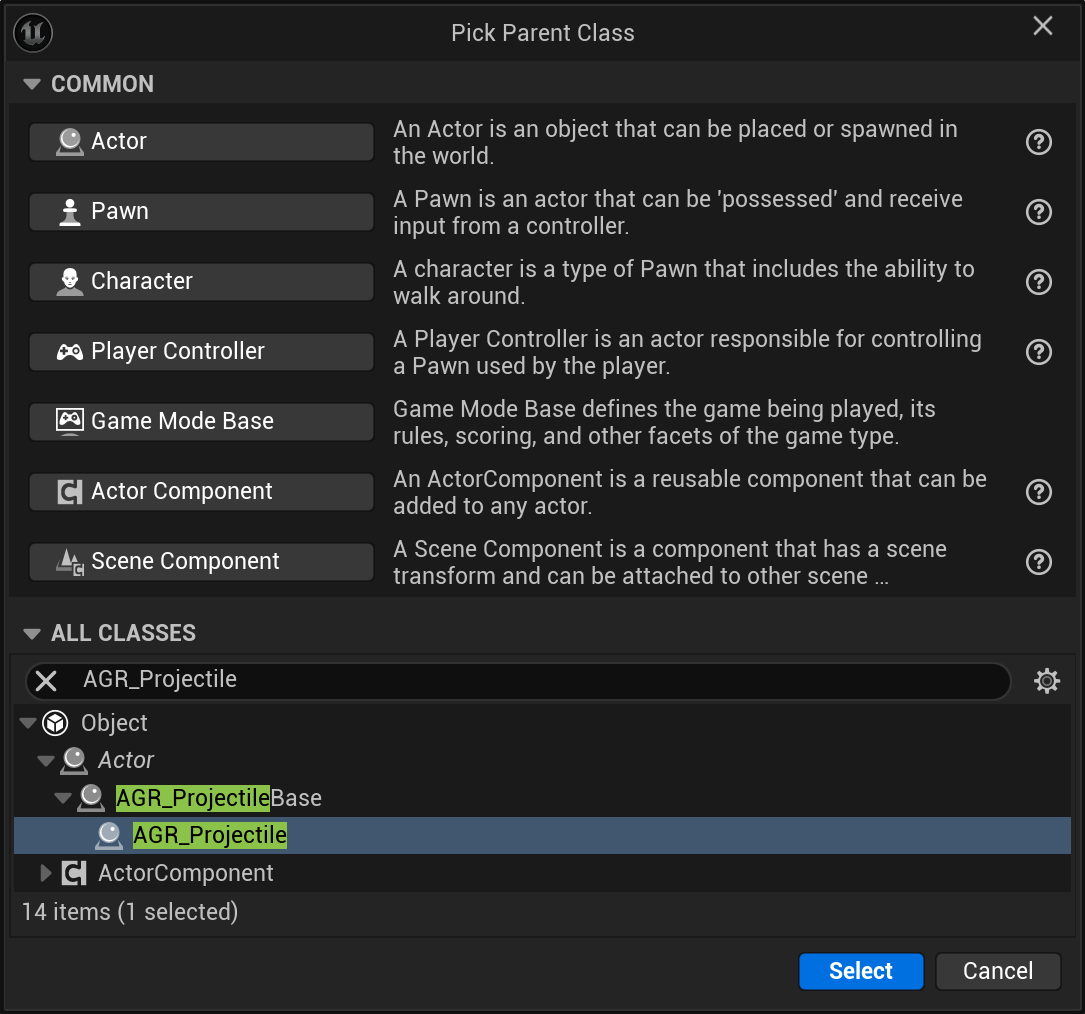 Pick Parent Class
COMMON
Actor
An Actor is an object that can be placed or spawned in
the world.
Pawn
A Pawn is an actor that can be 'possessed' and receive
input from a controller.
Character
A character is a type of Pawn that includes the ability to
walk around.
Player Controller
A Player Controller is an actor responsible for controlling
a Pawn used by the player.
Game Mode Base
Game Mode Base defines the game being played, its
rules, scoring, and other facets of the game type.
Actor Component
An ActorComponent is a reusable component that can be
added to any actor.
Scene Component
A Scene Component is a component that has a scene
transform and can be attached to other scene ...
ALL CLASSES
AGR_Projectile
Object
Actor
AGR_ProjectileBase
AGR_Projectile
ActorComponent
14 items (1 selected)
Select
Cancel